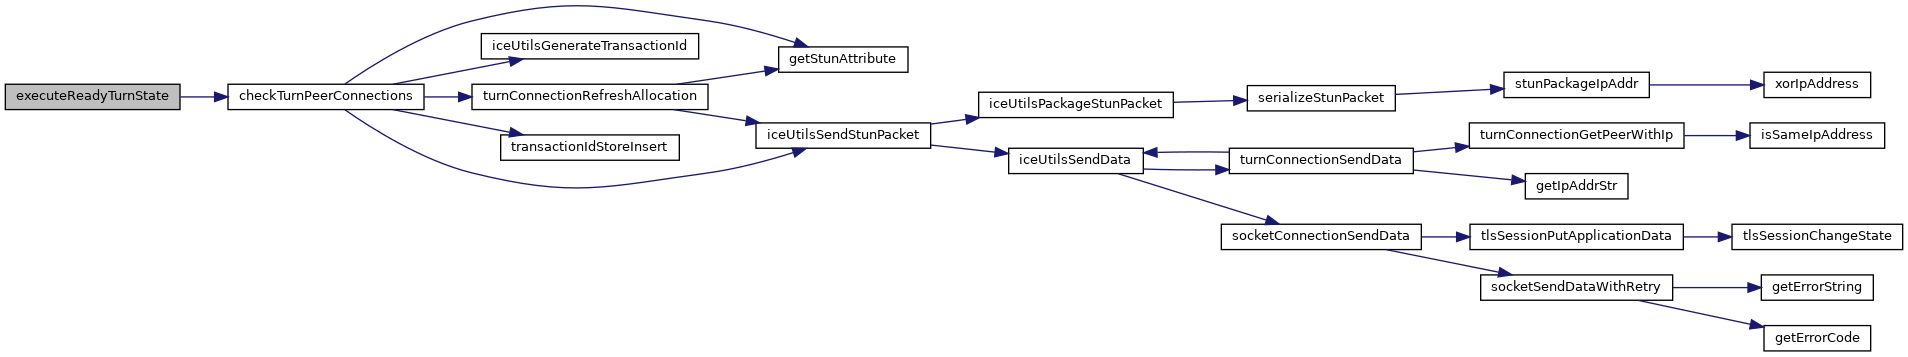 executeReadyTurnState
checkTurnPeerConnections
iceUtilsGenerateTransactionId
turnConnectionRefreshAllocation
transactionIdStoreInsert
getStunAttribute
iceUtilsSendStunPacket
iceUtilsPackageStunPacket
iceUtilsSendData
serializeStunPacket
turnConnectionSendData
socketConnectionSendData
stunPackageIpAddr
turnConnectionGetPeerWithIp
getIpAddrStr
tlsSessionPutApplicationData
socketSendDataWithRetry
xorIpAddress
isSameIpAddress
tlsSessionChangeState
getErrorString
getErrorCode